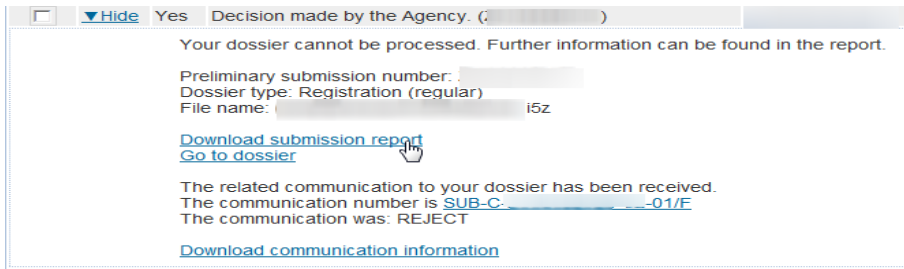 ▼Hide Yes Decision made by the Agency. (2 )
Your dossier cannot be processed. Further information can be found in the report.
Preliminary submission number:
Dossier type: Registration (regular)
File name: i5z
Download submission report
Go to dossier
The related communication to your dossier has been received.
The communication number is SUB-C- -01/F
The communication was: REJECT
Download communication information